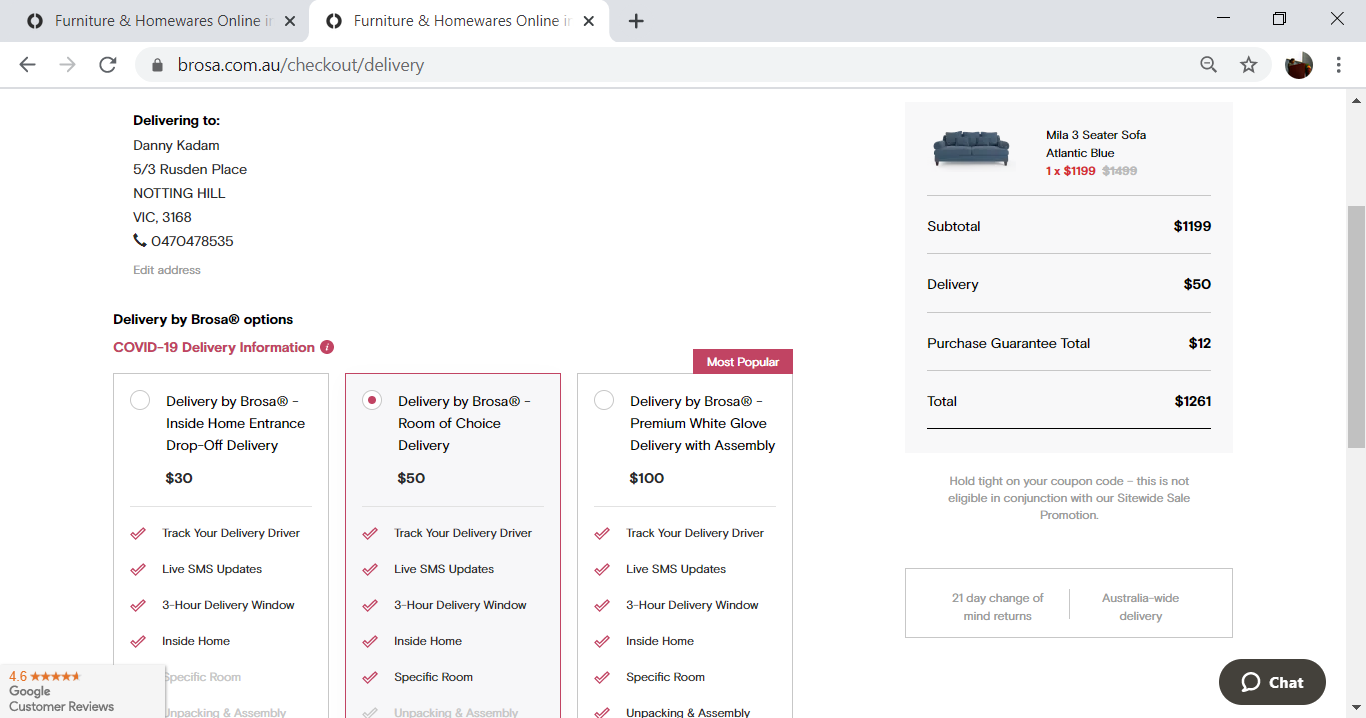 Furniture & Homewares Online in
Furniture & Homewares Online in
brosa.com.au/checkout/delivery
Delivering to:
Danny Kadam
5/3 Rusden Place
NOTTING HILL
VIC, 3168
0470478535
Edit address
Delivery by Brosa® options
COVID-19 Delivery Information i
Delivery by Brosa® -
Inside Home Entrance
Drop-Off Delivery
$30
Track Your Delivery Driver
Live SMS Updates
3-Hour Delivery Window
Inside Home
Specific Room
Unpacking & Assembly
Delivery by Brosa® -
Room of Choice
Delivery
$50
Track Your Delivery Driver
Live SMS Updates
3-Hour Delivery Window
Inside Home
Specific Room
Unpacking & Assembly
Most Popular
Delivery by Brosa® -
Premium White Glove
Delivery with Assembly
$100
Track Your Delivery Driver
Live SMS Updates
3-Hour Delivery Window
Inside Home
Specific Room
Unpacking & Assembly
4.6
Google
Customer Reviews
Mila 3 Seater Sofa
Atlantic Blue
1 x $1199 $1499
Subtotal $1199
Delivery $50
Purchase Guarantee Total $12
Total $1261
Hold tight on your coupon code – this is not
eligible in conjunction with our Sitewide Sale
Promotion.
21 day change of
mind returns
Australia-wide
delivery
Chat